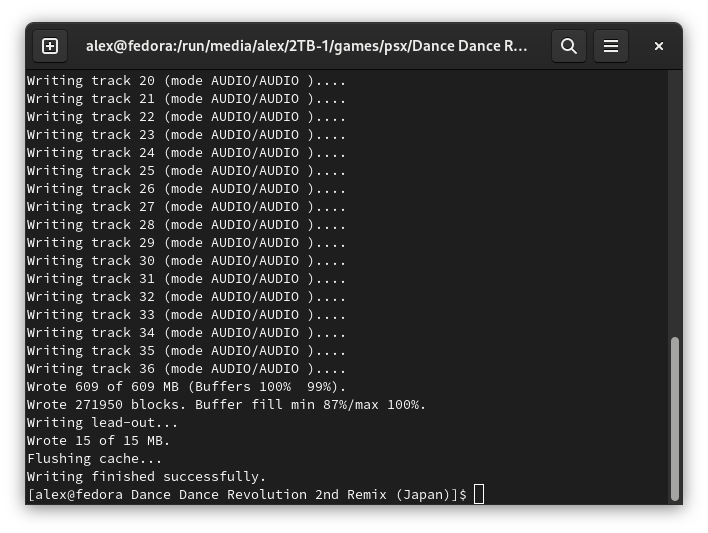 alex@fedora:/run/media/alex/2TB-1/games/psx/Dance Dance R...
Writing track 20 (mode AUDIO/AUDIO )....
Writing track 21 (mode AUDIO/AUDIO )....
Writing track 22 (mode AUDIO/AUDIO )....
Writing track 23 (mode AUDIO/AUDIO )....
Writing track 24 (mode AUDIO/AUDIO )....
Writing track 25 (mode AUDIO/AUDIO )....
Writing track 26 (mode AUDIO/AUDIO )....
Writing track 27 (mode AUDIO/AUDIO )....
Writing track 28 (mode AUDIO/AUDIO )....
Writing track 29 (mode AUDIO/AUDIO )....
Writing track 30 (mode AUDIO/AUDIO )....
Writing track 31 (mode AUDIO/AUDIO )....
Writing track 32 (mode AUDIO/AUDIO )....
Writing track 33 (mode AUDIO/AUDIO )....
Writing track 34 (mode AUDIO/AUDIO )....
Writing track 35 (mode AUDIO/AUDIO )....
Writing track 36 (mode AUDIO/AUDIO )....
Wrote 609 of 609 MB (Buffers 100%  99%).
Wrote 271950 blocks. Buffer fill min 87%/max 100%.
Writing lead-out...
Wrote 15 of 15 MB.
Flushing cache...
Writing finished successfully.
[alex@fedora Dance Dance Revolution 2nd Remix (Japan)]$